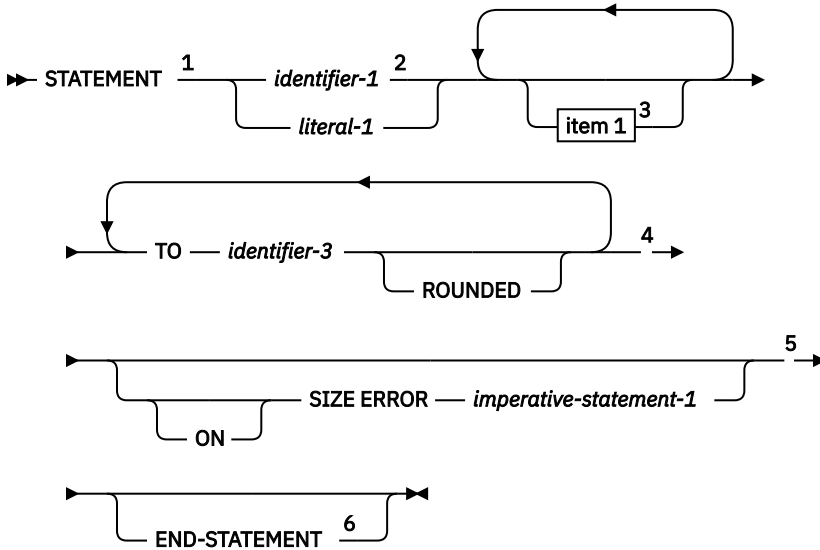 STATEMENT 1 identifier-1 2
literal-1
item 1 3
TO identifier-3 4
ROUNDED
5
SIZE ERROR imperative-statement-1
ON
END-STATEMENT 6